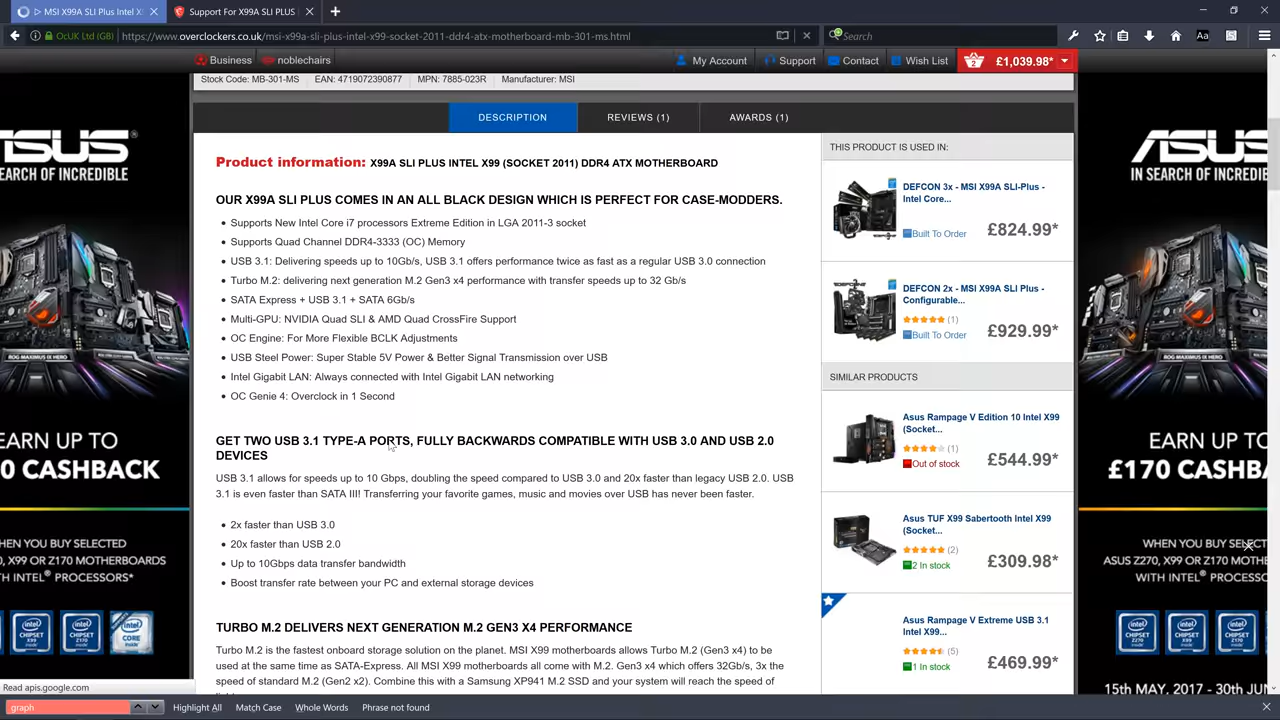 MSI X99A SLI Plus Intel X
Support For X99A SLI PLUS
OcUK Ltd (GB)
https://www.overclockers.co.uk/msi-x99a-sli-plus-intel-x99-socket-2011-ddr4-atx-motherboard-mb-301-ms.html
Search
Business
noblechairs
My Account
Support
Contact
Wish List
2
£1,039.98*
Stock Code: MB-301-MS
EAN: 4719072390877
MPN: 7885-023R
Manufacturer: MSI
DESCRIPTION
REVIEWS (1)
AWARDS (1)
Product information: X99A SLI PLUS INTEL X99 (SOCKET 2011) DDR4 ATX MOTHERBOARD
OUR X99A SLI PLUS COMES IN AN ALL BLACK DESIGN WHICH IS PERFECT FOR CASE-MODDERS.
• Supports New Intel Core i7 processors Extreme Edition in LGA 2011-3 socket
• Supports Quad Channel DDR4-3333 (OC) Memory
• USB 3.1: Delivering speeds up to 10Gb/s, USB 3.1 offers performance twice as fast as a regular USB 3.0 connection
• Turbo M.2: delivering next generation M.2 Gen3 x4 performance with transfer speeds up to 32 Gb/s
• SATA Express + USB 3.1 + SATA 6Gb/s
• Multi-GPU: NVIDIA Quad SLI & AMD Quad CrossFire Support
• OC Engine: For More Flexible BCLK Adjustments
• USB Steel Power: Super Stable 5V Power & Better Signal Transmission over USB
• Intel Gigabit LAN: Always connected with Intel Gigabit LAN networking
• OC Genie 4: Overclock in 1 Second
GET TWO USB 3.1 TYPE-A PORTS, FULLY BACKWARDS COMPATIBLE WITH USB 3.0 AND USB 2.0
DEVICES
USB 3.1 allows for speeds up to 10 Gbps, doubling the speed compared to USB 3.0 and 20x faster than legacy USB 2.0. USB
3.1 is even faster than SATA III! Transferring your favorite games, music and movies over USB has never been faster.
• 2x faster than USB 3.0
• 20x faster than USB 2.0
• Up to 10Gbps data transfer bandwidth
• Boost transfer rate between your PC and external storage devices
TURBO M.2 DELIVERS NEXT GENERATION M.2 GEN3 X4 PERFORMANCE
Turbo M.2 is the fastest onboard storage solution on the planet. MSI X99 motherboards allows Turbo M.2 (Gen3 x4) to be
used at the same time as SATA-Express. All MSI X99 motherboards all come with M.2. Gen3 x4 which offers 32Gb/s, 3x the
speed of standard M.2 (Gen2 x2). Combine this with a Samsung XP941 M.2 SSD and your system will reach the speed of
THIS PRODUCT IS USED IN:
DEFCON 3x - MSI X99A SLI-Plus -
Intel Core...
Built To Order
£824.99*
DEFCON 2x - MSI X99A SLI Plus -
Configurable...
(1)
Built To Order
£929.99*
SIMILAR PRODUCTS
Asus Rampage V Edition 10 Intel X99
(Socket...
(1)
Out of stock
£544.99*
Asus TUF X99 Sabertooth Intel X99
(Socket...
(2)
2 In stock
£309.98*
Asus Rampage V Extreme USB 3.1
Intel X99...
(5)
1 In stock
£469.99*
SUS
EARCH OF INCREDIBLE
ROG MAXIMUS IX HERO
EARN UP TO
0 CASHBACK
HEN YOU BUY SELECTED
0, X99 OR Z170 MOTHERBOARDS
TH INTEL® PROCESSORS*
ASUS
IN SEARCH OF INCRED
ROG MAXIMUS IX HERO
EARN UP TO
£170 CASHB
WHEN YOU BUY SELECT
ASUS Z270, X99 OR Z170 MOTHER
WITH INTEL® PROCESSO
15th MAY, 2017 - 30th JUN
Read apis.google.com
graph
Highlight All
Match Case
Whole Words
Phrase not found